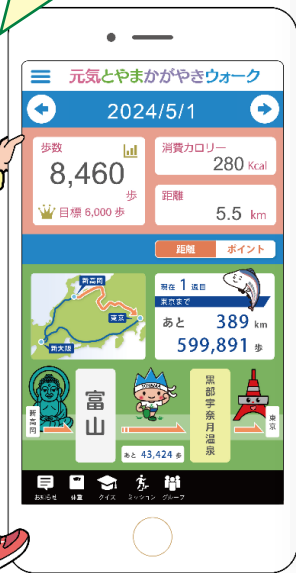 元気とやまかがやきウォーク
2024/5/1
歩数
8,460
歩
目標 6,000 歩
消費カロリー
280 Kcal
距離
5.5 km
距離
ポイント
新高岡
東京
新大阪
現在 1 週目
東京まで
あと 389 km
599,891 歩
新高岡
富山
TOYAMA
黒部宇奈月温泉
東京
あと 43,424 歩
お知らせ
体重
クイズ
ミッション
グループ